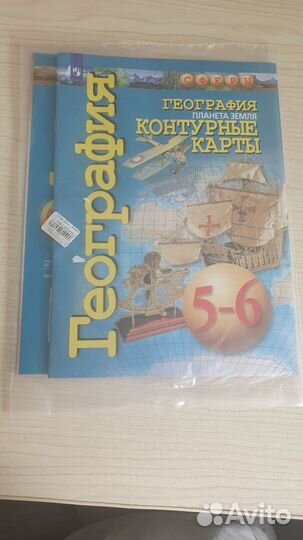 СФЕРЫ
ГЕОГРАФИЯ
ПЛАНЕТА ЗЕМЛЯ
КОНТУРНЫЕ
КАРТЫ
География
5-6
Avito